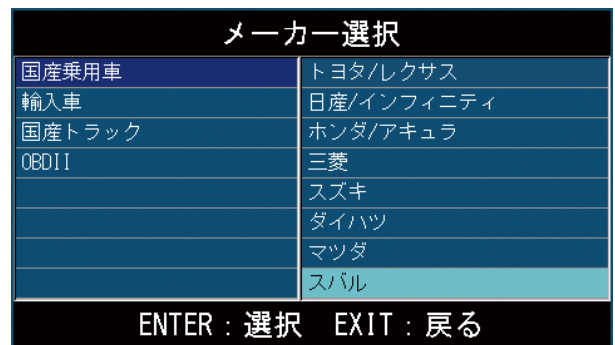 メーカー選択
国産乗用車
輸入車
国産トラック
OBDII
トヨタ/レクサス
日産/インフィニティ
ホンダ/アキュラ
三菱
スズキ
ダイハツ
マツダ
スバル
ENTER：選択 EXIT：戻る